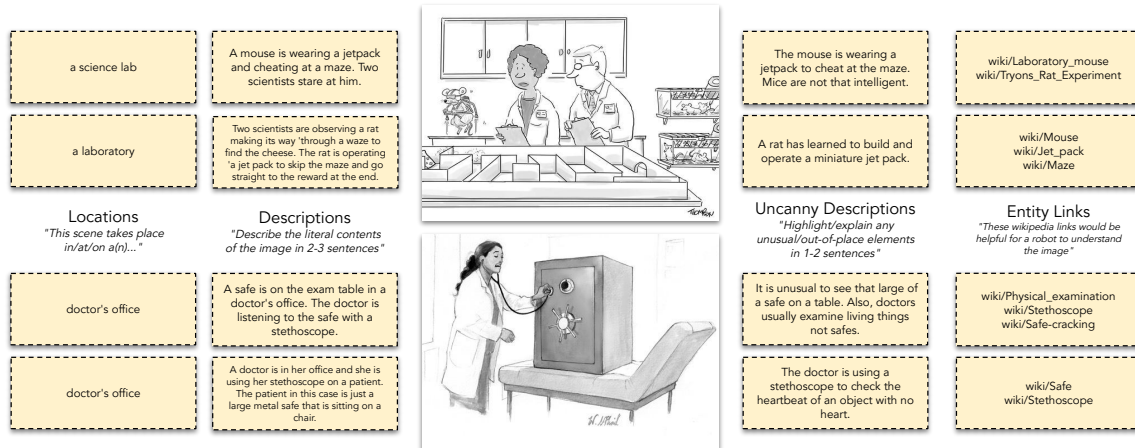 a science lab
A mouse is wearing a jetpack
and cheating at a maze. Two
scientists stare at him.
The mouse is wearing a
jetpack to cheat at the maze.
Mice are not that intelligent.
wiki/Laboratory_mouse
wiki/Tryons_Rat_Experiment
a laboratory
Two scientists are observing a rat
making its way 'through a waze to
find the cheese. The rat is operating
'a jet pack to skip the maze and go
straight to the reward at the end.
A rat has learned to build and
operate a miniature jet pack.
wiki/Mouse
wiki/Jet_pack
wiki/Maze
THOMPSON
Locations
"This scene takes place
in/at/on a(n)..."
Descriptions
"Describe the literal contents
of the image in 2-3 sentences"
Uncanny Descriptions
"Highlight/explain any
unusual/out-of-place elements
in 1-2 sentences"
Entity Links
"These wikipedia links would be
helpful for a robot to understand
the image"
doctor's office
A safe is on the exam table in a
doctor's office. The doctor is
listening to the safe with a
stethoscope.
It is unusual to see that large of
a safe on a table. Also, doctors
usually examine living things
not safes.
wiki/Physical_examination
wiki/Stethoscope
wiki/Safe-cracking
doctor's office
A doctor is in her office and she is
using her stethoscope on a patient.
The patient in this case is just a
large metal safe that is sitting on a
chair.
The doctor is using a
stethoscope to check the
heartbeat of an object with no
heart.
wiki/Safe
wiki/Stethoscope